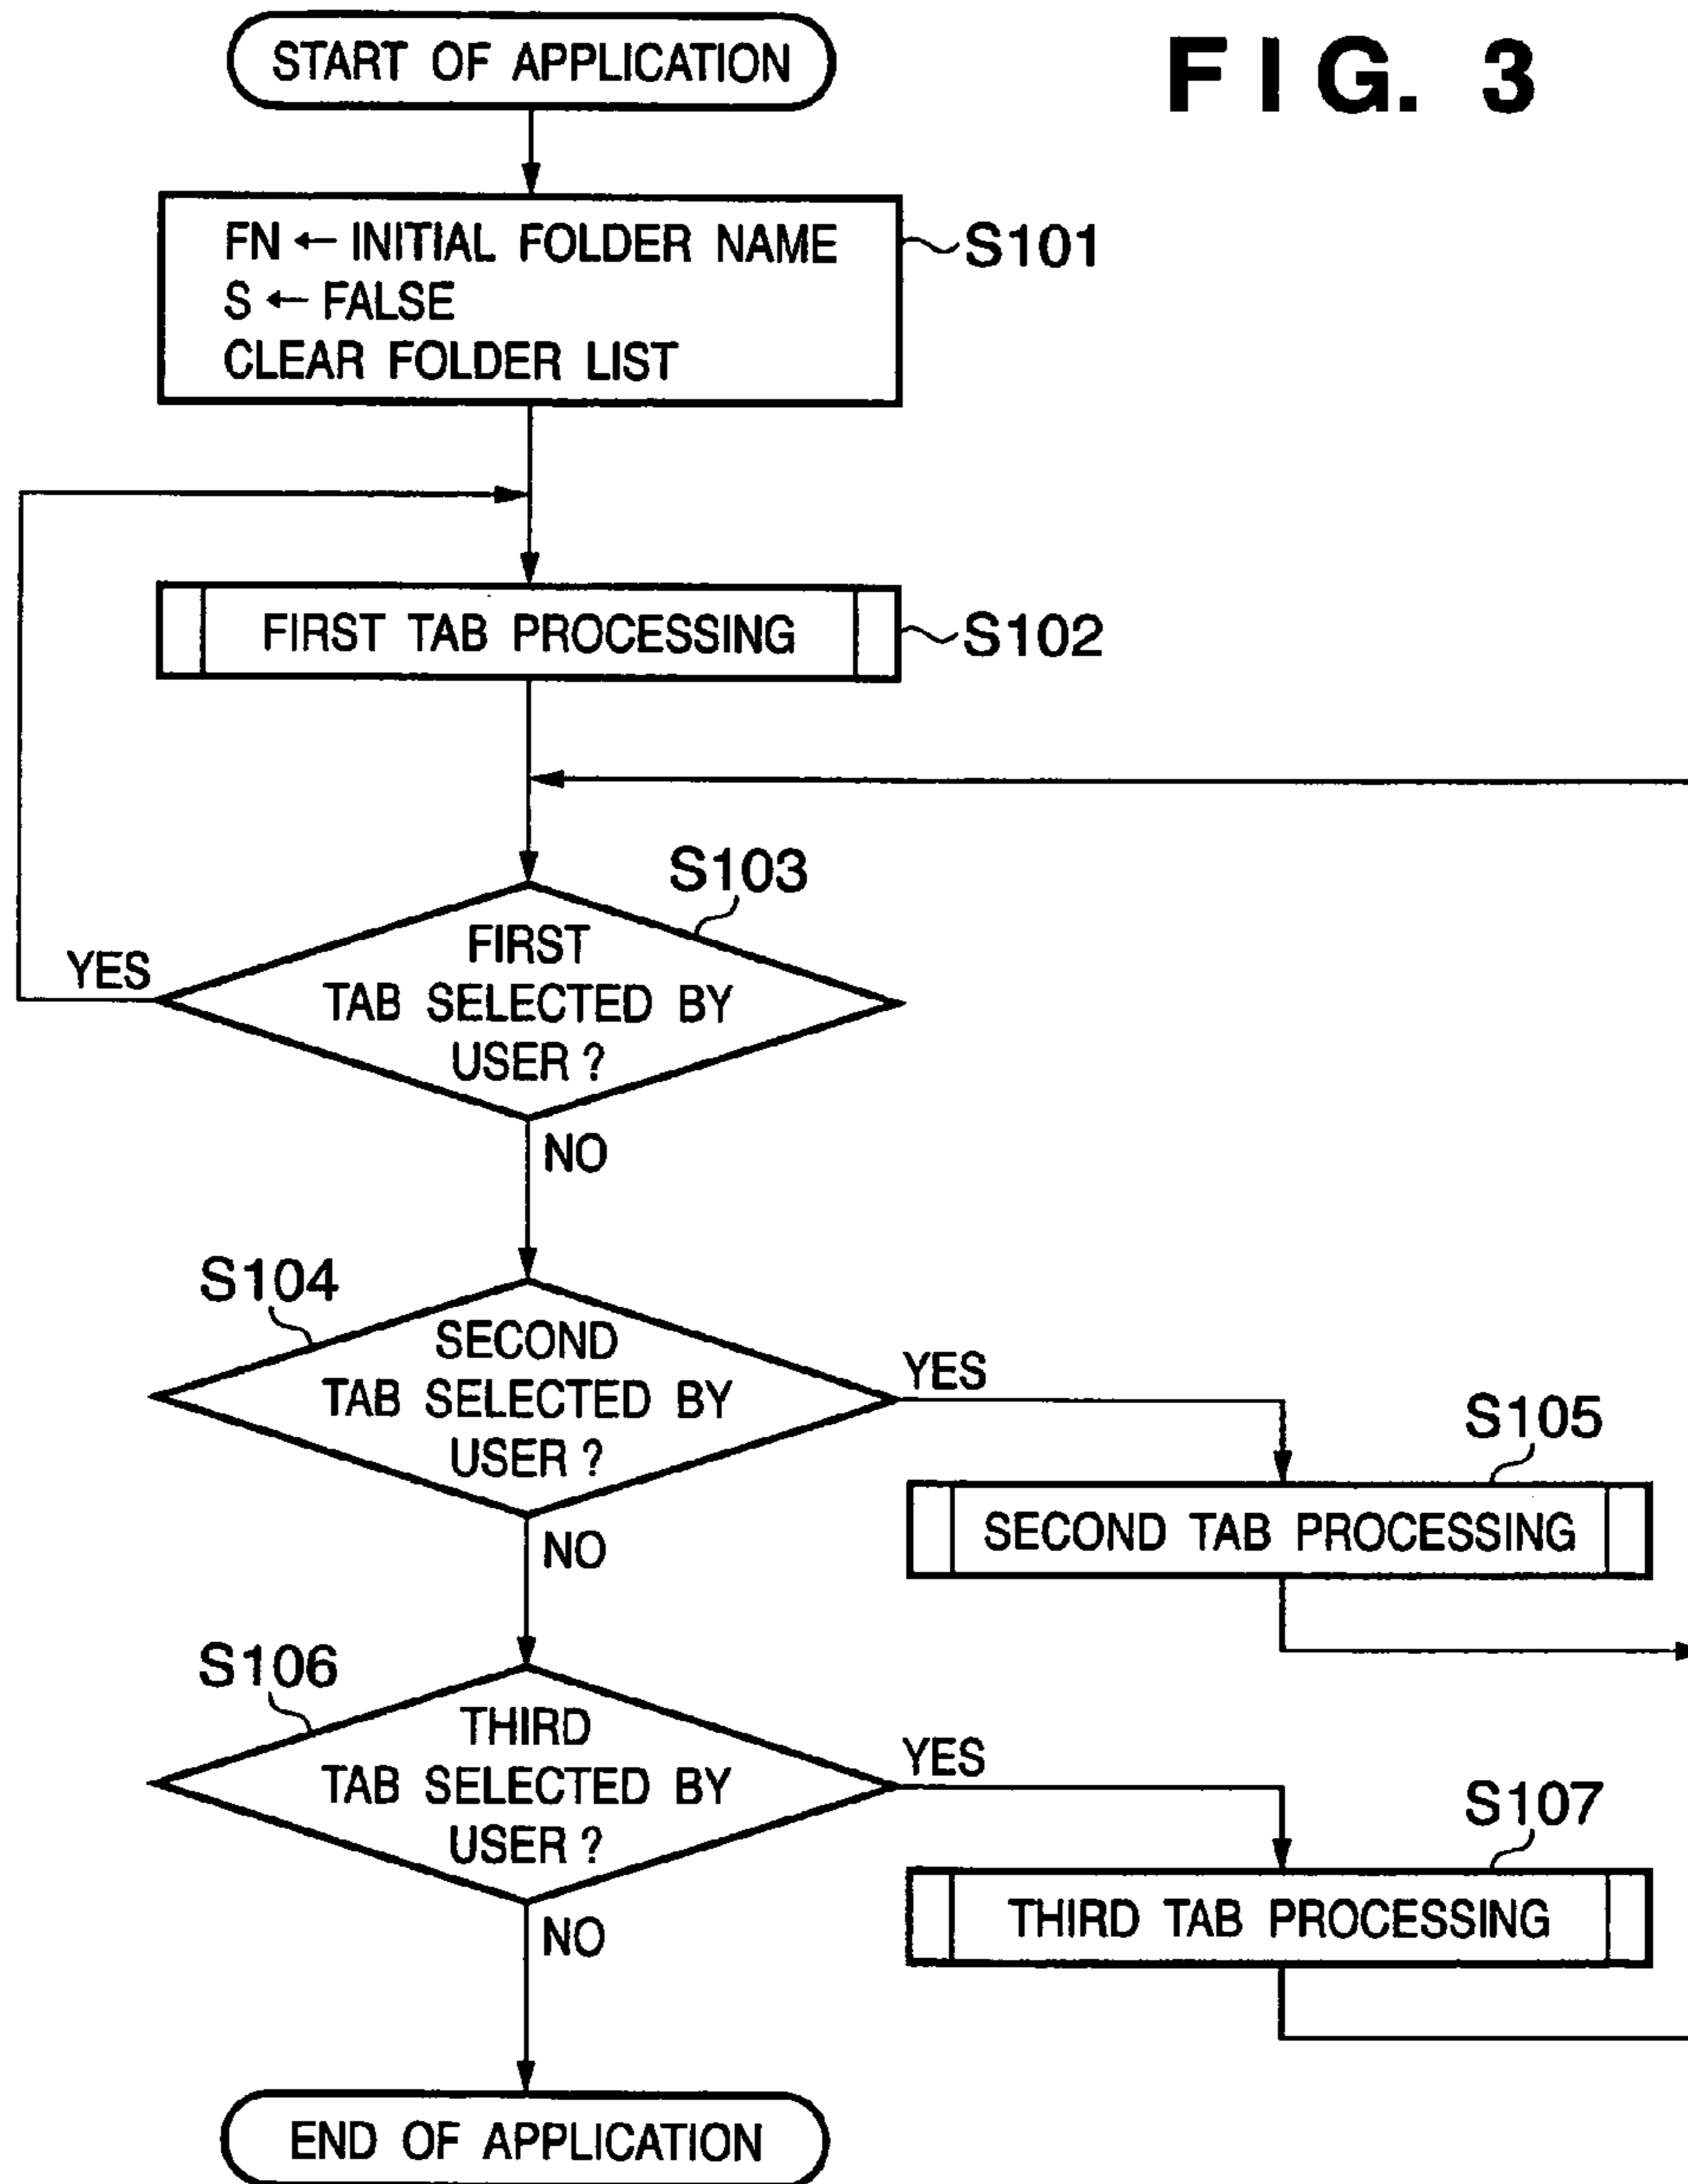 START OF APPLICATION
FIG. 3
FN ← INITIAL FOLDER NAME
S ← FALSE
CLEAR FOLDER LIST
S101
FIRST TAB PROCESSING
S102
S103
FIRST
TAB SELECTED BY
USER ?
YES
NO
S104
SECOND
TAB SELECTED BY
USER ?
YES
S105
SECOND TAB PROCESSING
NO
S106
THIRD
TAB SELECTED BY
USER ?
YES
S107
THIRD TAB PROCESSING
NO
END OF APPLICATION